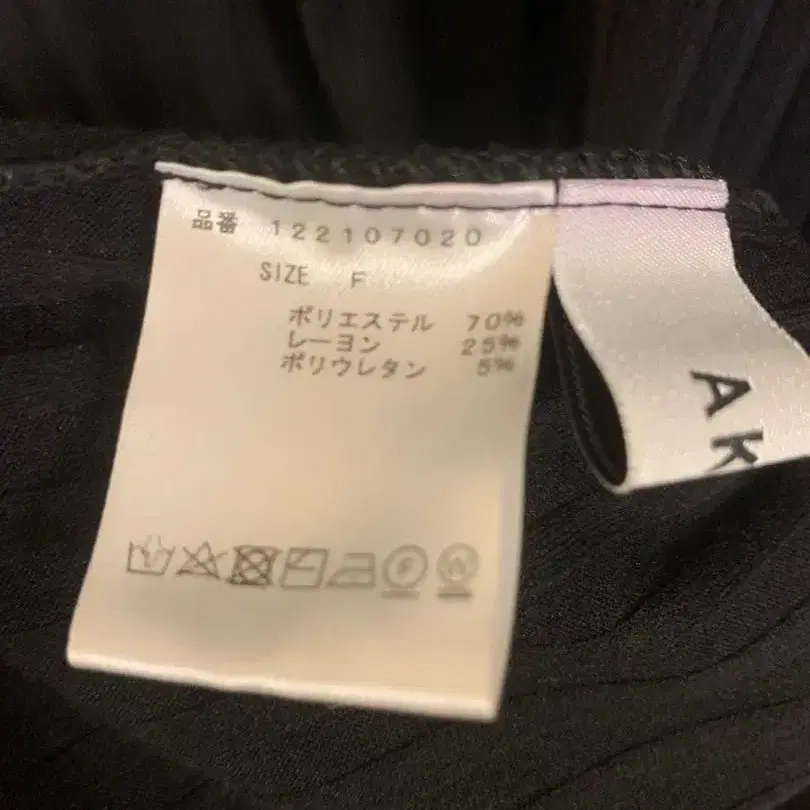 品番 122107020
SIZE F
ポリエステル 70%
レーヨン 25%
ポリウレタン 5%
F W
AK